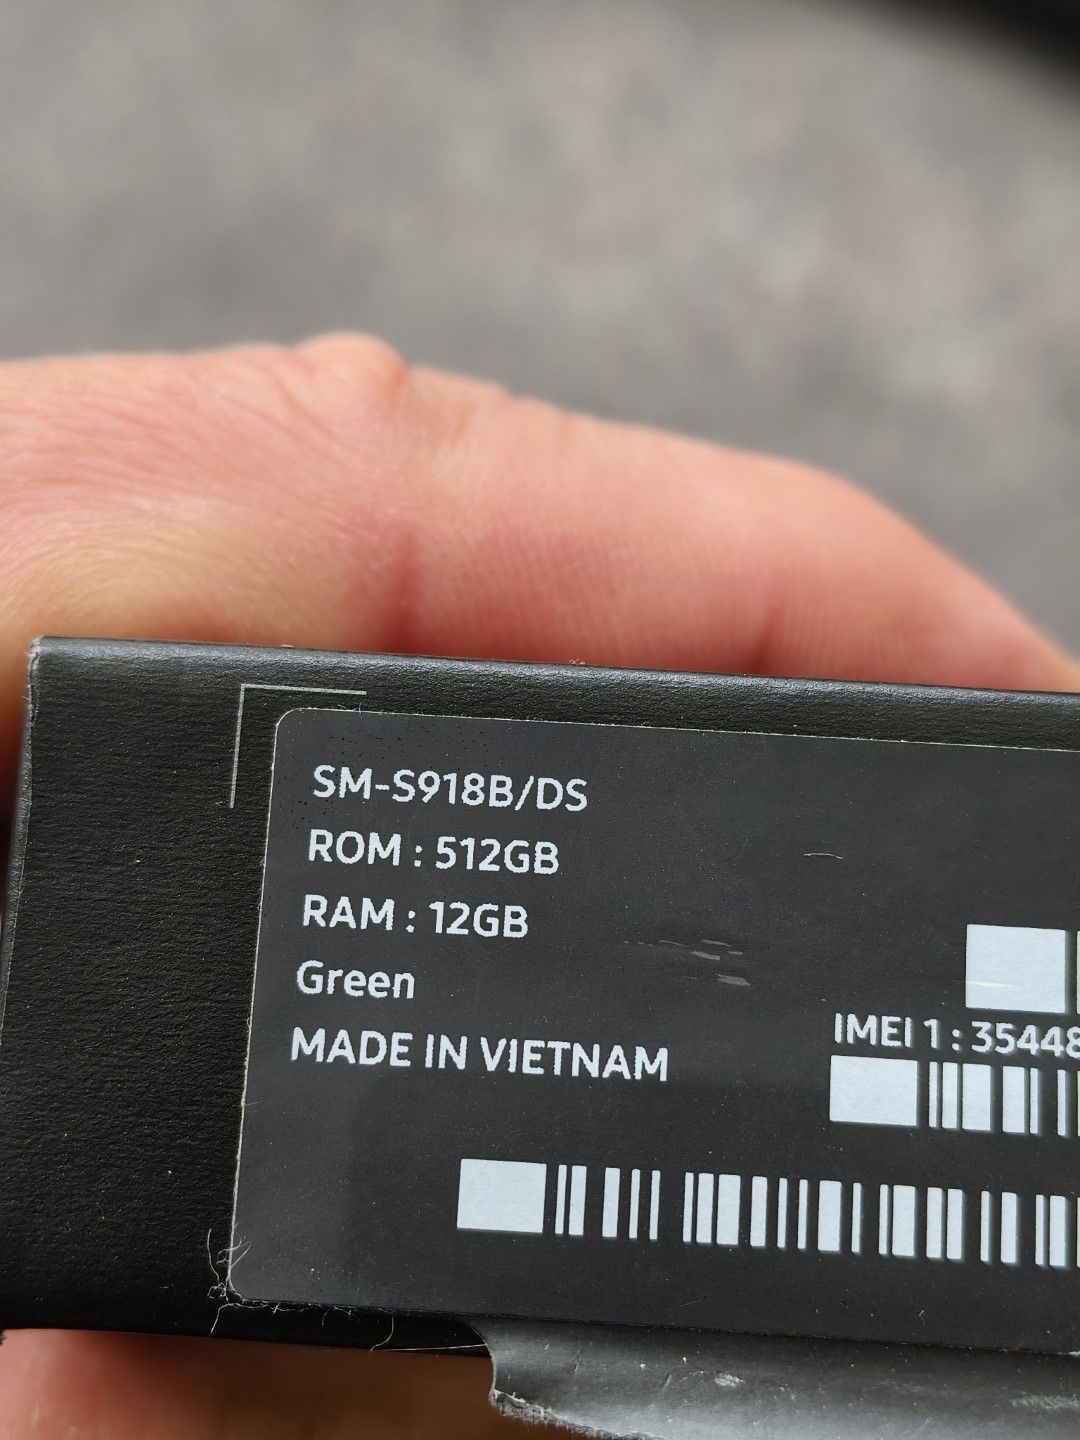 SM-S918B/DS
ROM : 512GB
RAM : 12GB
Green
MADE IN VIETNAM
IMEI 1 : 35448